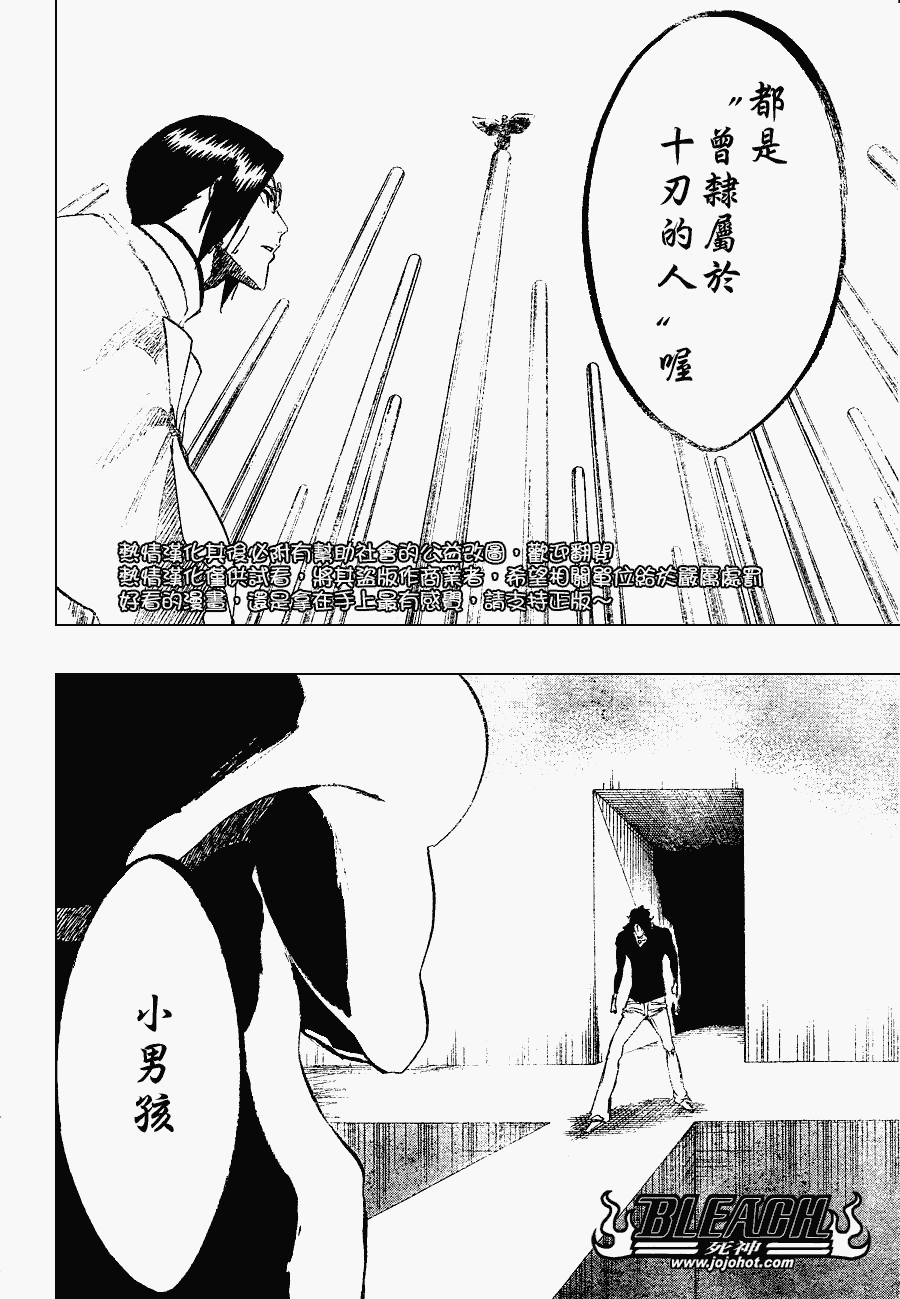 都是
"曾隸屬於
十刃的人"喔
熱情漢化其後必附有幫助社會的公益改圖，歡迎翻閱
熱情漢化僅供試看，將其盜版作商業者，希望相關單位給於嚴厲處罰
好看的漫畫，還是拿在手上最有感覺，請支持正版～
小男孩
BLEACH
死神
www.jojohot.com